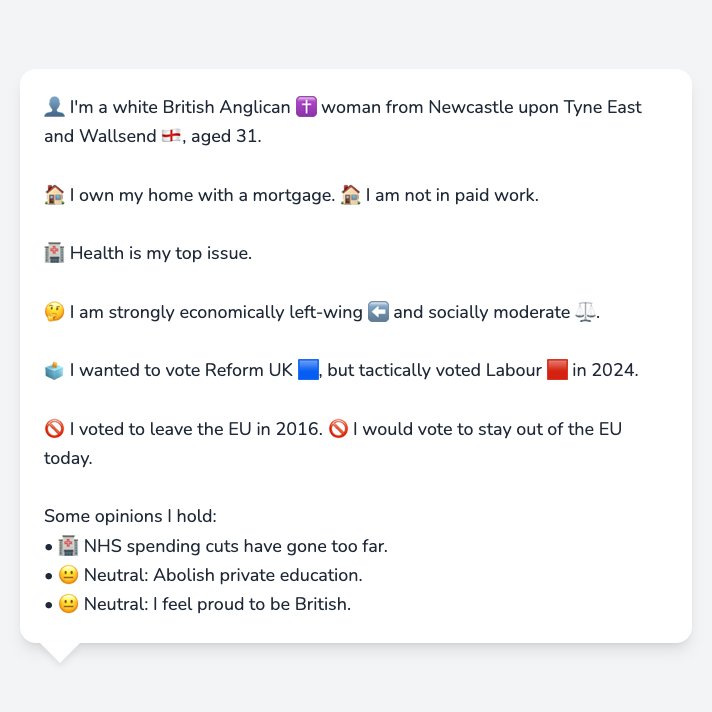 👤 I'm a white British Anglican ✝️ woman from Newcastle upon Tyne East
and Wallsend 🏴󠁧󠁢󠁥󠁮󠁧󠁿, aged 31.
🏠 I own my home with a mortgage. 🏠 I am not in paid work.
🏥 Health is my top issue.
🤔 I am strongly economically left-wing ⬅️ and socially moderate ⚖️.
🗳️ I wanted to vote Reform UK 🟦, but tactically voted Labour 🟥 in 2024.
🚫 I voted to leave the EU in 2016. 🚫 I would vote to stay out of the EU
today.
Some opinions I hold:
• 🏥 NHS spending cuts have gone too far.
• 😐 Neutral: Abolish private education.
• 😐 Neutral: I feel proud to be British.